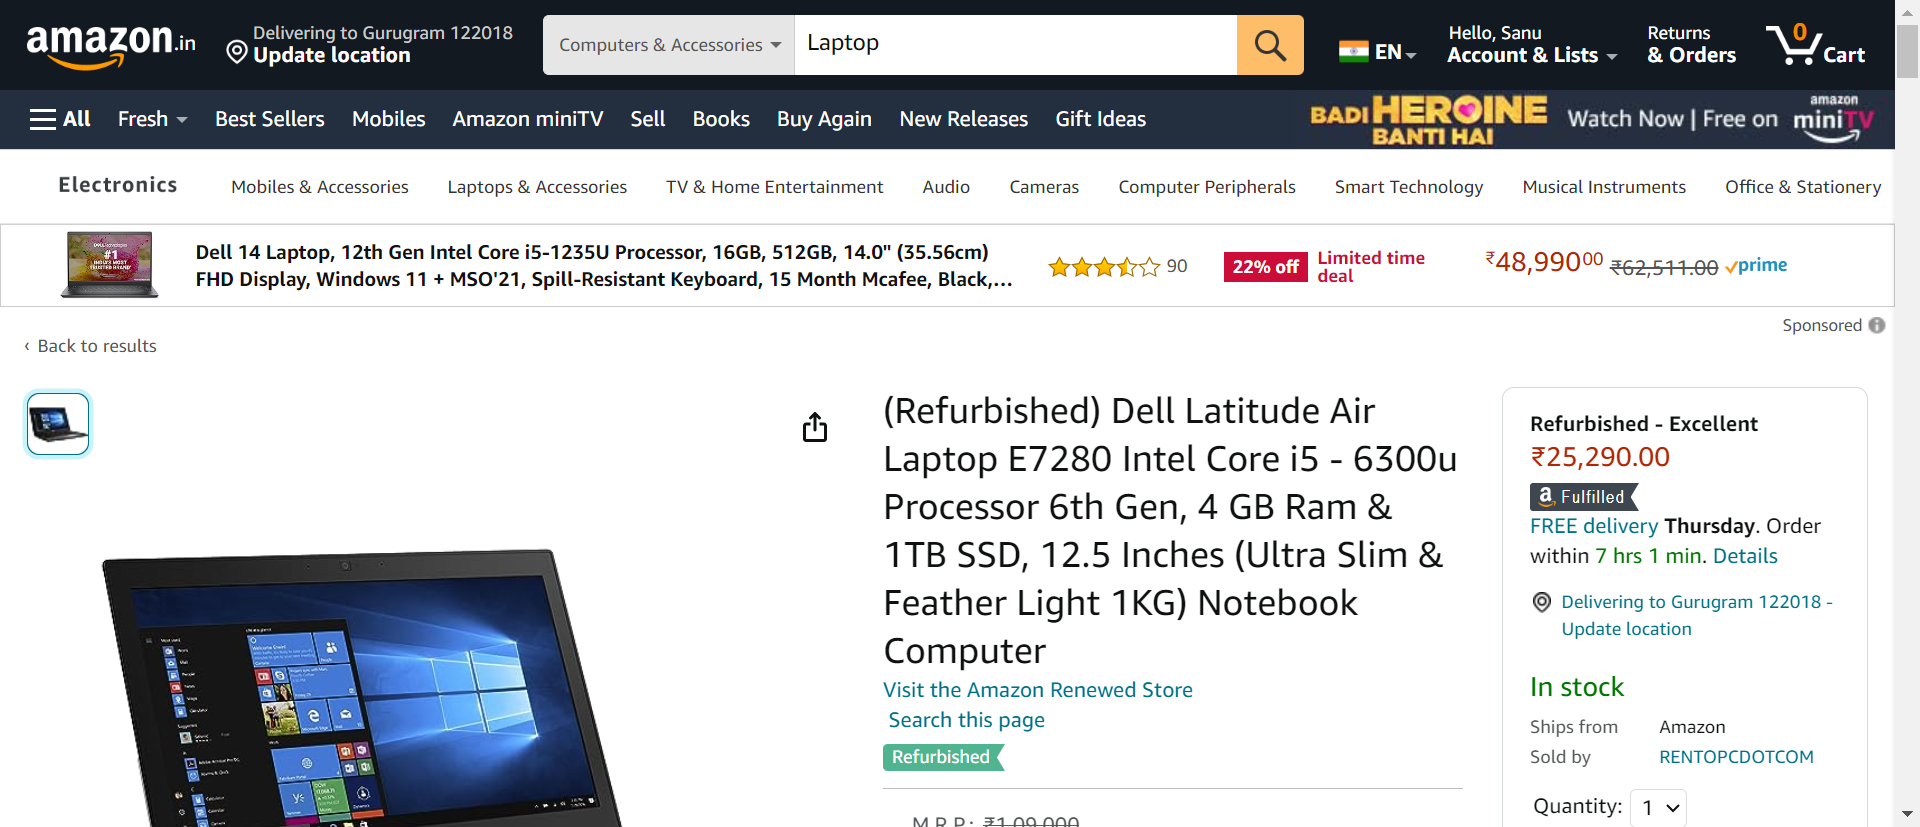 amazon.in
Delivering to Gurugram 122018
Update location
Computers & Accessories
Laptop
EN
Hello, Sanu
Account & Lists
Returns
& Orders
0
Cart
All
Fresh
Best Sellers
Mobiles
Amazon miniTV
Sell
Books
Buy Again
New Releases
Gift Ideas
BADI HEROINE
BANTI HAI
Watch Now | Free on
amazon
miniTV
Electronics
Mobiles & Accessories
Laptops & Accessories
TV & Home Entertainment
Audio
Cameras
Computer Peripherals
Smart Technology
Musical Instruments
Office & Stationery
#1
INDIA'S MOST
TRUSTED BRAND
Dell 14 Laptop, 12th Gen Intel Core i5-1235U Processor, 16GB, 512GB, 14.0" (35.56cm)
FHD Display, Windows 11 + MSO'21, Spill-Resistant Keyboard, 15 Month Mcafee, Black,...
90
22% off
Limited time
deal
₹48,99000
₹62,511.00
prime
Sponsored
‹ Back to results
(Refurbished) Dell Latitude Air
Laptop E7280 Intel Core i5 - 6300u
Processor 6th Gen, 4 GB Ram &
1TB SSD, 12.5 Inches (Ultra Slim &
Feather Light 1KG) Notebook
Computer
Visit the Amazon Renewed Store
Search this page
Refurbished
M.R.P.: ₹1,09,000
Refurbished - Excellent
₹25,290.00
a Fulfilled
FREE delivery Thursday. Order
within 7 hrs 1 min. Details
Delivering to Gurugram 122018 -
Update location
In stock
Ships from Amazon
Sold by RENTOPCDOTCOM
Quantity: 1